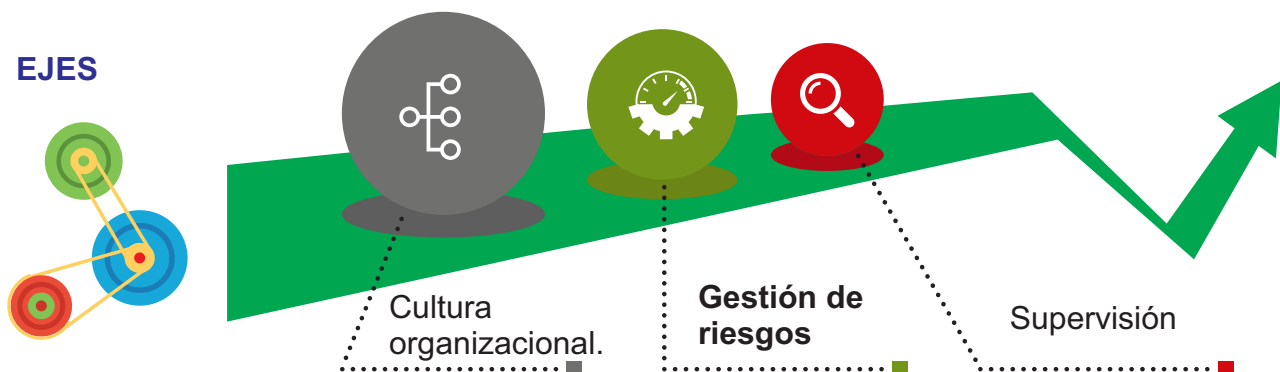 EJES
Cultura
organizacional.
Gestión de
riesgos
Supervisión